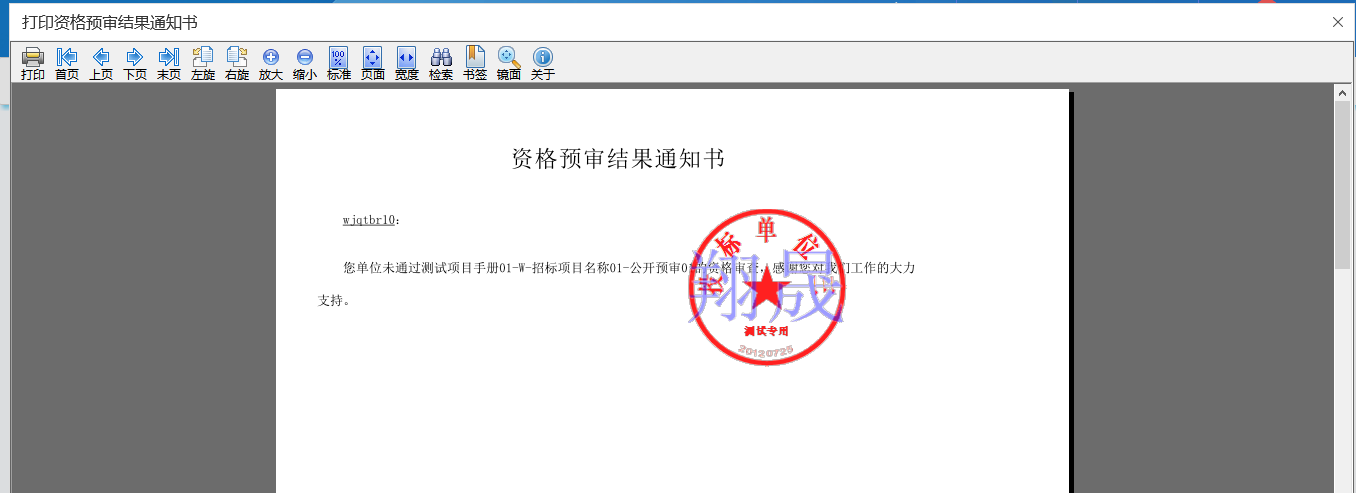 打印资格预审结果通知书
打印 首页 上页 下页 末页 左旋 右旋 放大 缩小 标准 页面 宽度 检索 书签 镜面 关于
资格预审结果通知书
wjqtbr10:
您单位未通过测试项目手册01-W-招标项目名称01-公开预审01的资格审查,感谢您对我们工作的大力
支持。
投标单位
翔晟
测试专用
20120725